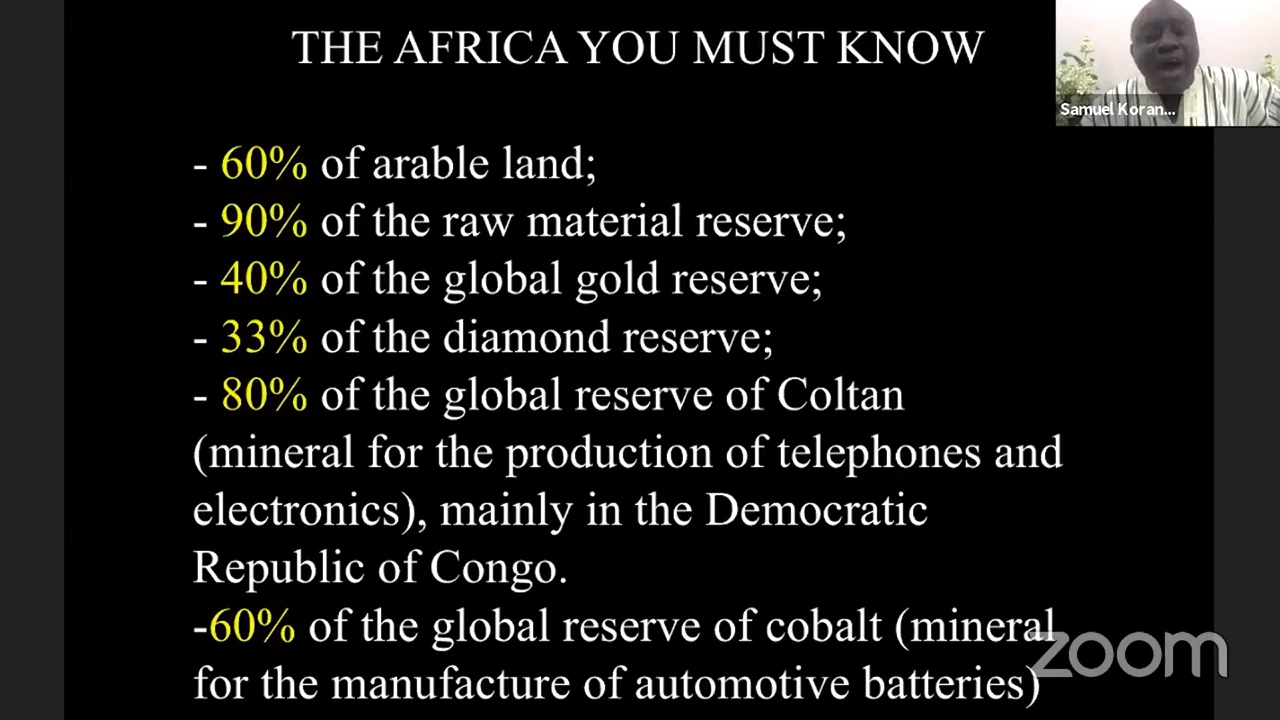 THE AFRICA YOU MUST KNOW
Samuel Koran...
- 60% of arable land;
- 90% of the raw material reserve;
- 40% of the global gold reserve;
- 33% of the diamond reserve;
- 80% of the global reserve of Coltan
(mineral for the production of telephones and
electronics), mainly in the Democratic
Republic of Congo.
-60% of the global reserve of cobalt (mineral
for the manufacture of automotive batteries)
zoom